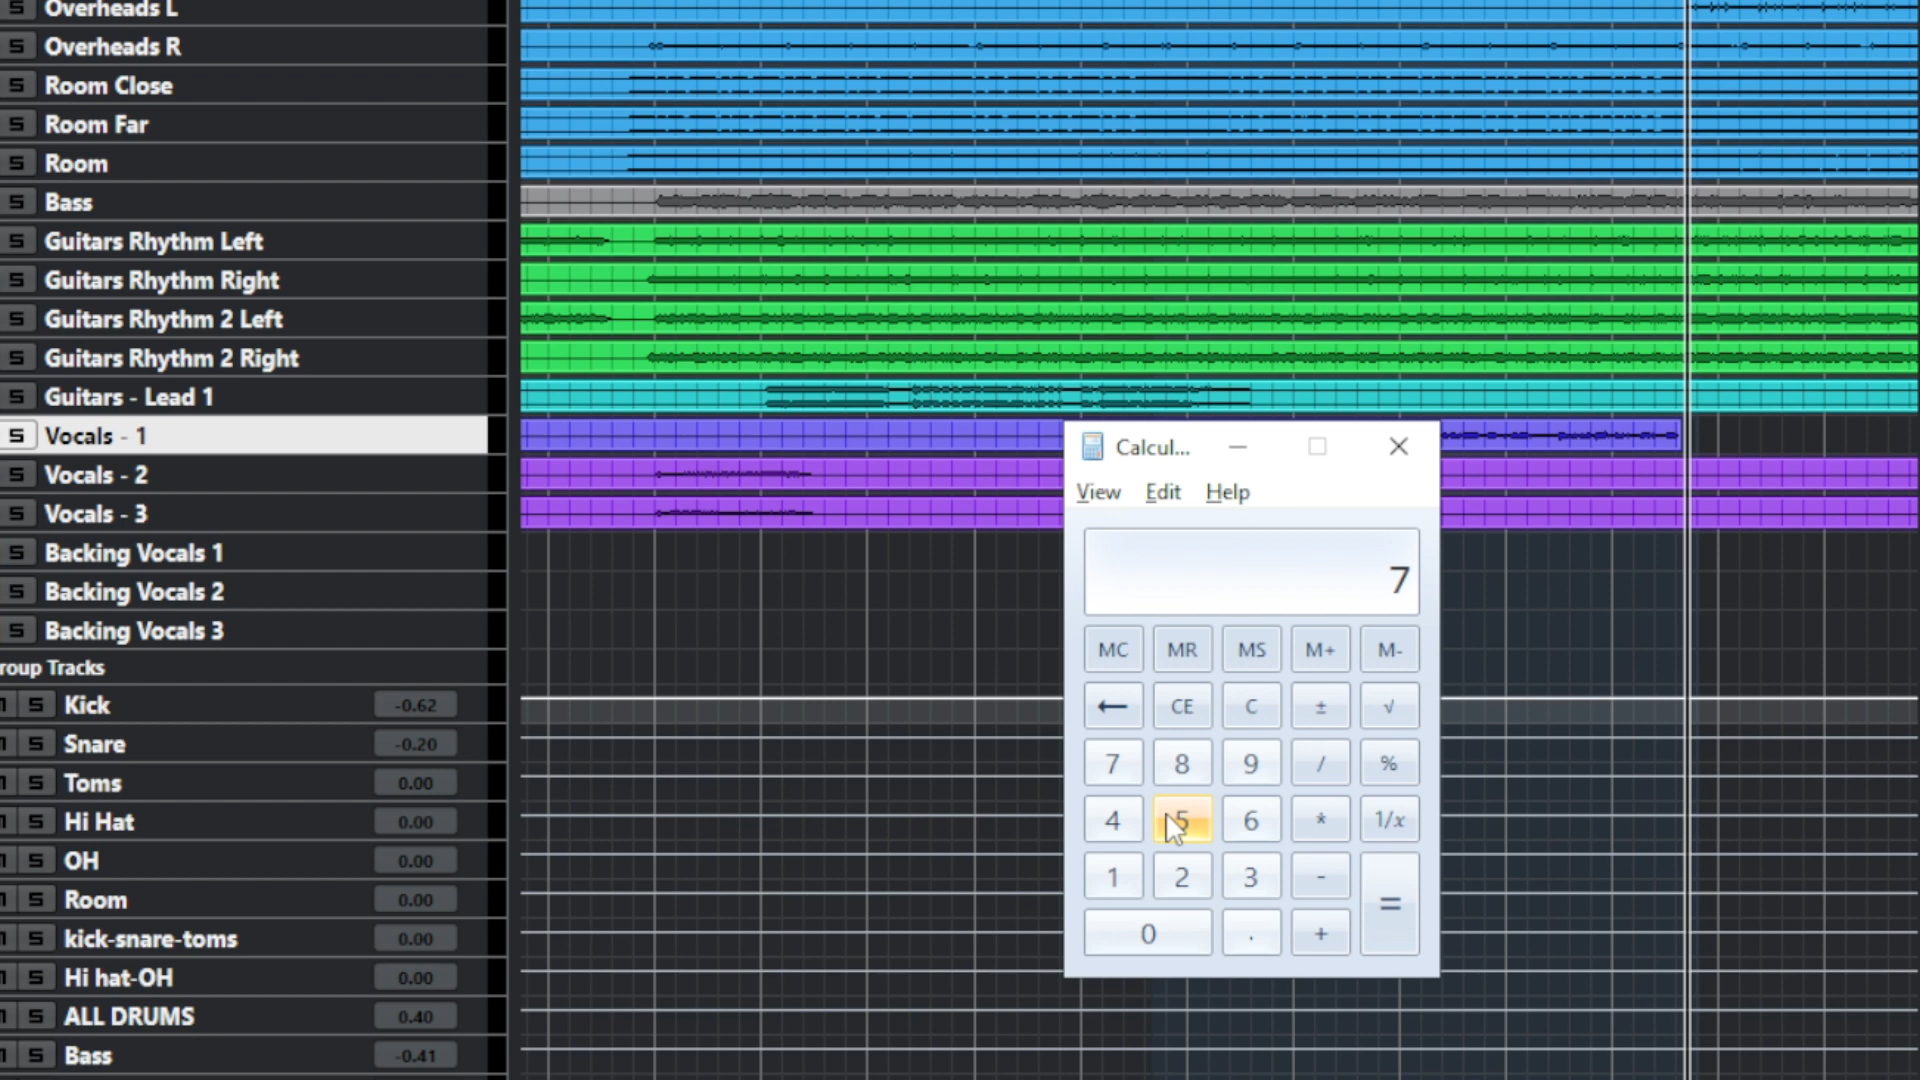 S Overheads L
S Overheads R
S Room Close
S Room Far
S Room
S Bass
S Guitars Rhythm Left
S Guitars Rhythm Right
S Guitars Rhythm 2 Left
S Guitars Rhythm 2 Right
S Guitars - Lead 1
S Vocals - 1
S Vocals - 2
S Vocals - 3
S Backing Vocals 1
S Backing Vocals 2
S Backing Vocals 3
roup Tracks
S Kick -0.62
S Snare -0.20
S Toms 0.00
S Hi Hat 0.00
S OH 0.00
S Room 0.00
S kick-snare-toms 0.00
S Hi hat-OH 0.00
S ALL DRUMS 0.40
S Bass -0.41
Calcul...
View Edit Help
7
MC MR MS M+ M-
← CE C ± √
7 8 9 / %
4 5 6 * 1/x
1 2 3 - =
0 . +